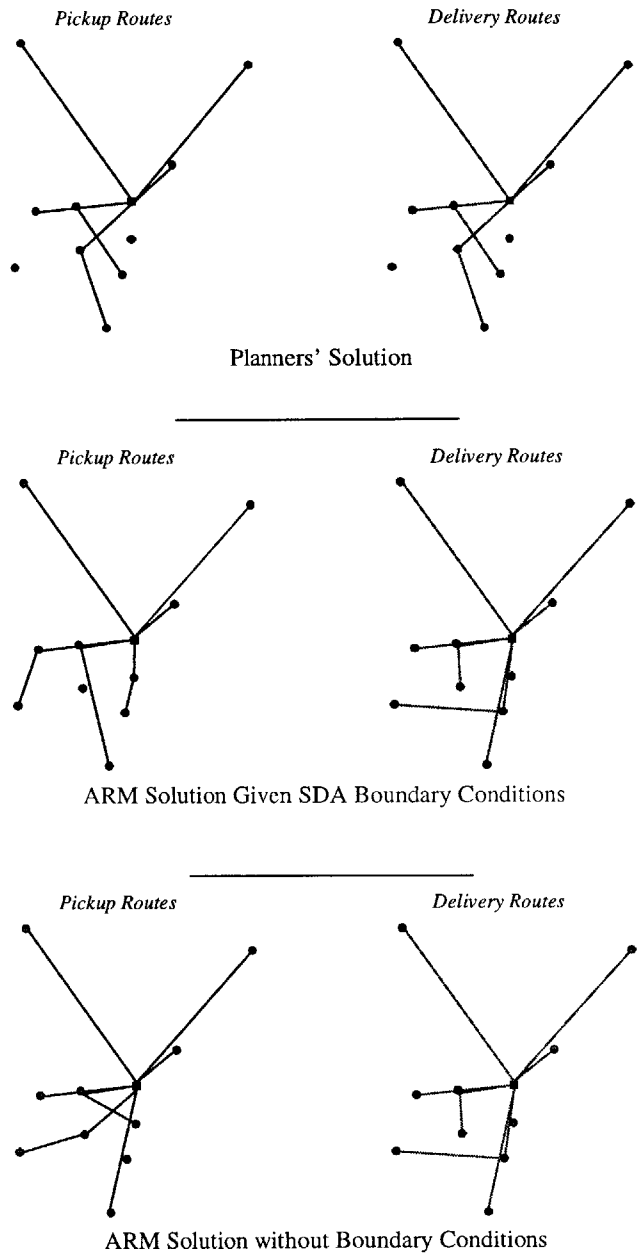 Pickup Routes
Delivery Routes
Planners' Solution
Pickup Routes
Delivery Routes
ARM Solution Given SDA Boundary Conditions
Pickup Routes
Delivery Routes
ARM Solution without Boundary Conditions